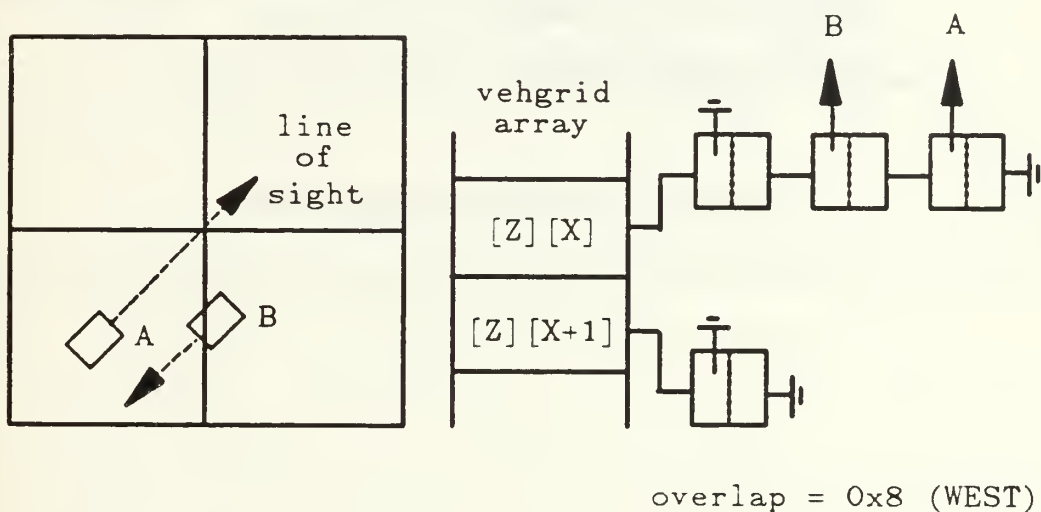 B A
vehgrid
array
line
of
sight
[Z][X]
A
B
[Z][X+1]
overlap = 0x8 (WEST)